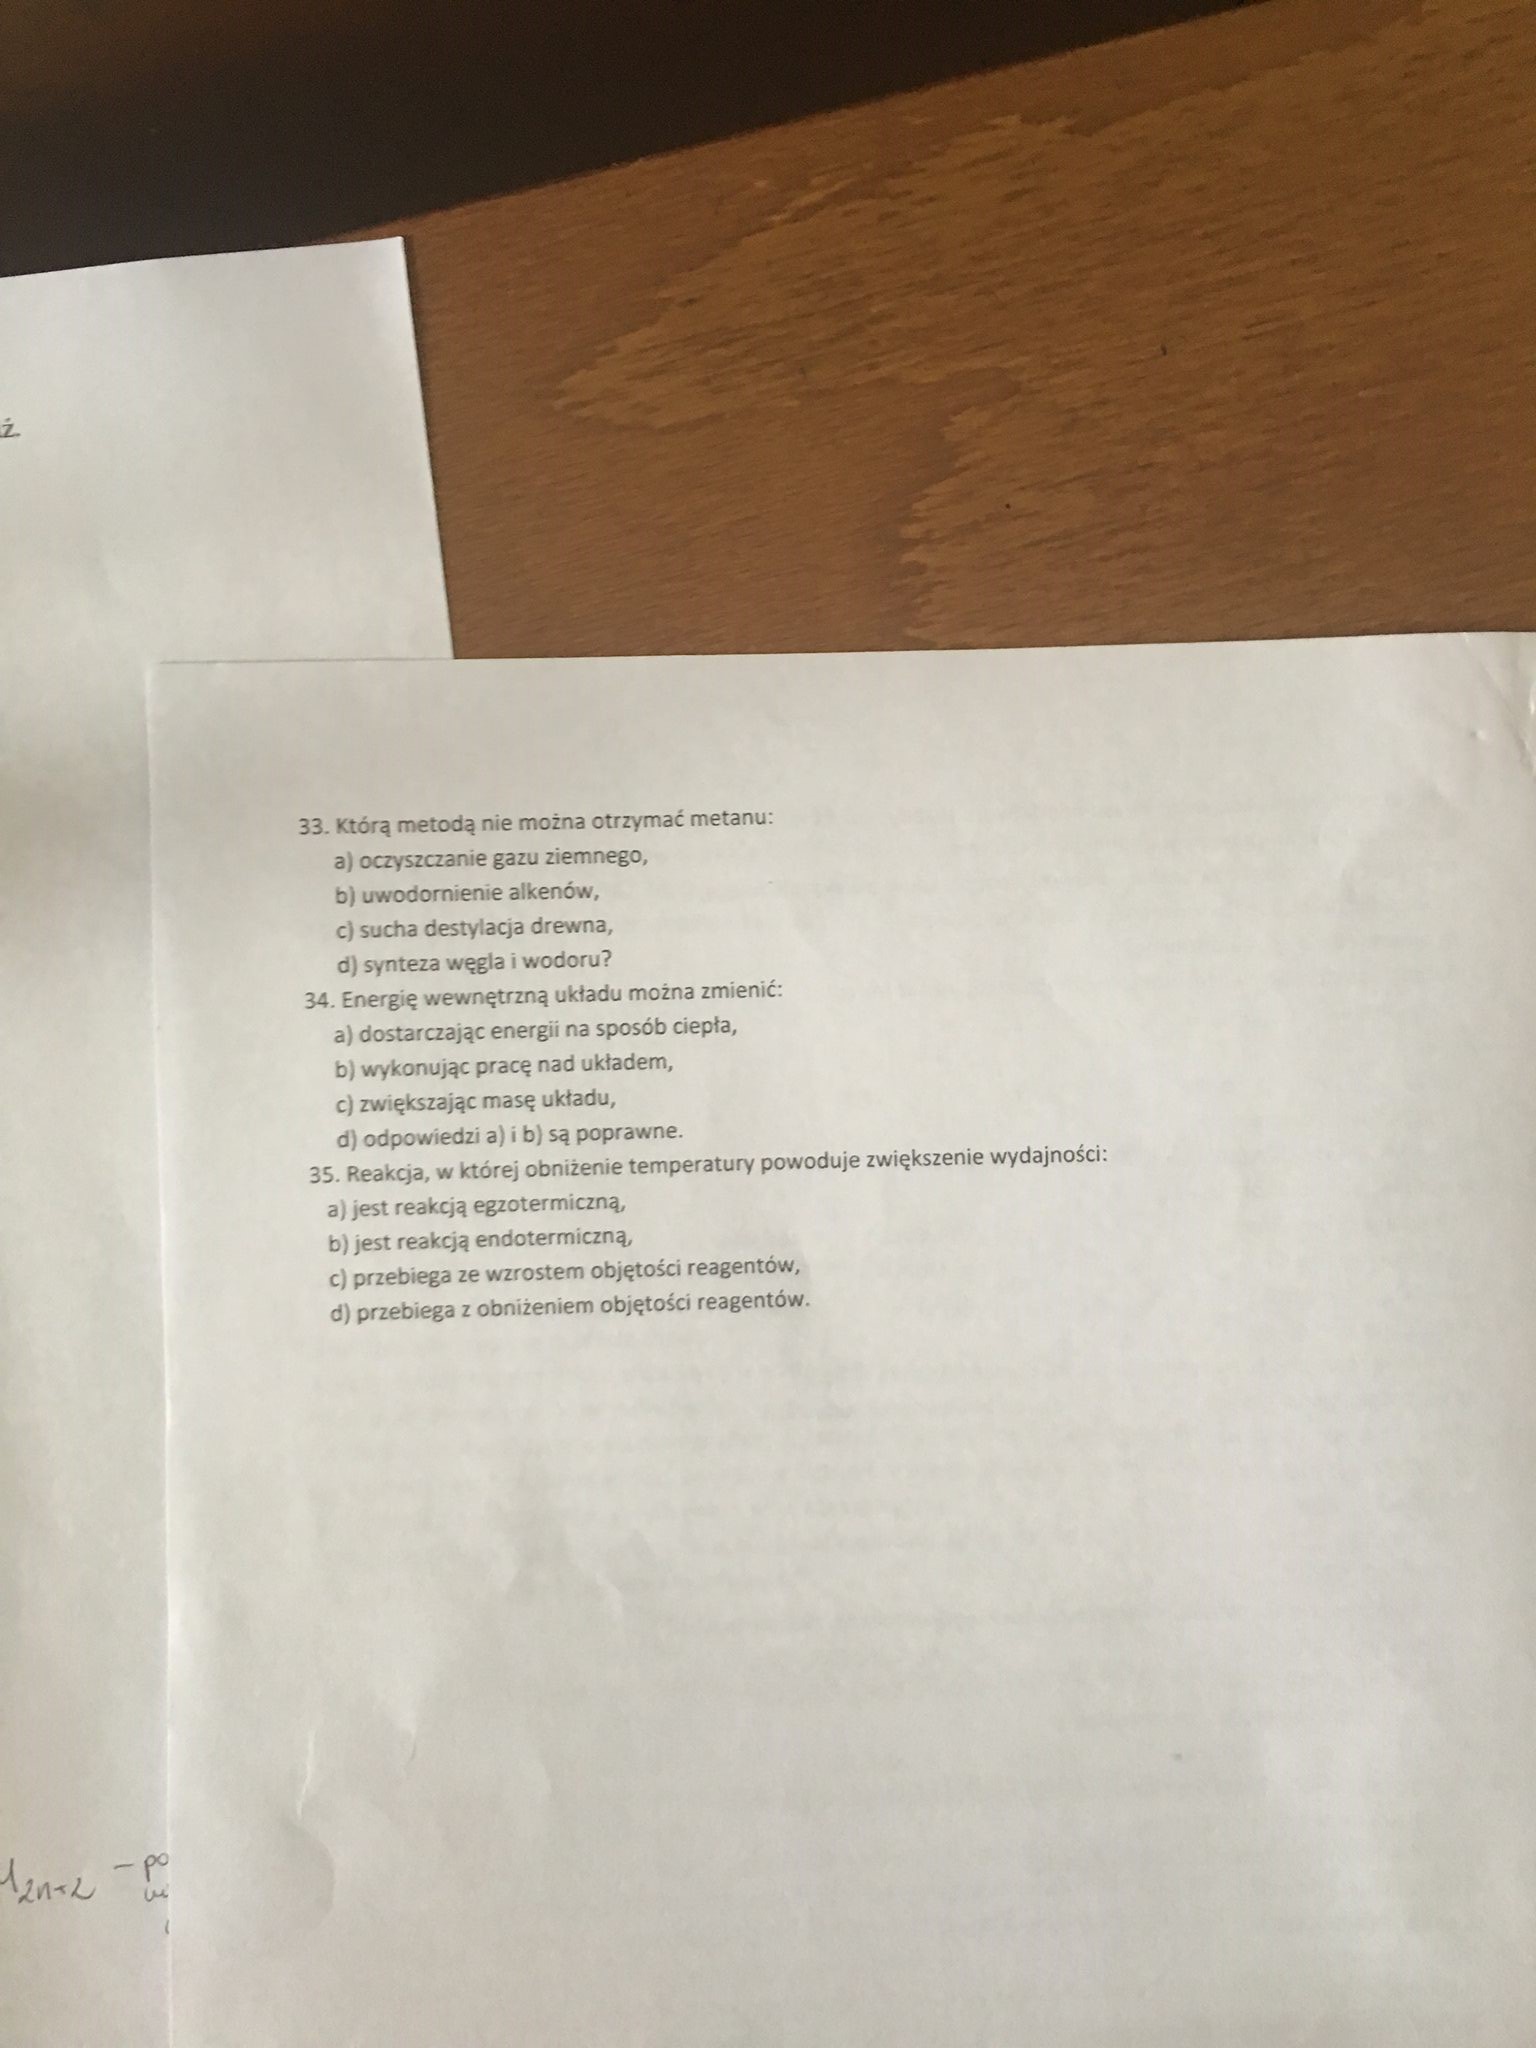 ź
33. Którą metodą nie można otrzymać metanu:
a) oczyszczanie gazu ziemnego,
b) uwodornienie alkenów,
c) sucha destylacja drewna,
d) synteza węgla i wodoru?
34. Energię wewnętrzną układu można zmienić:
a) dostarczając energii na sposób ciepła,
b) wykonując pracę nad układem,
c) zwiększając masę układu,
d) odpowiedzi a) i b) są poprawne.
35. Reakcja, w której obniżenie temperatury powoduje zwiększenie wydajności:
a) jest reakcją egzotermiczną,
b) jest reakcją endotermiczną,
c) przebiega ze wzrostem objętości reagentów,
d) przebiega z obniżeniem objętości reagentów.
2n+2 - po